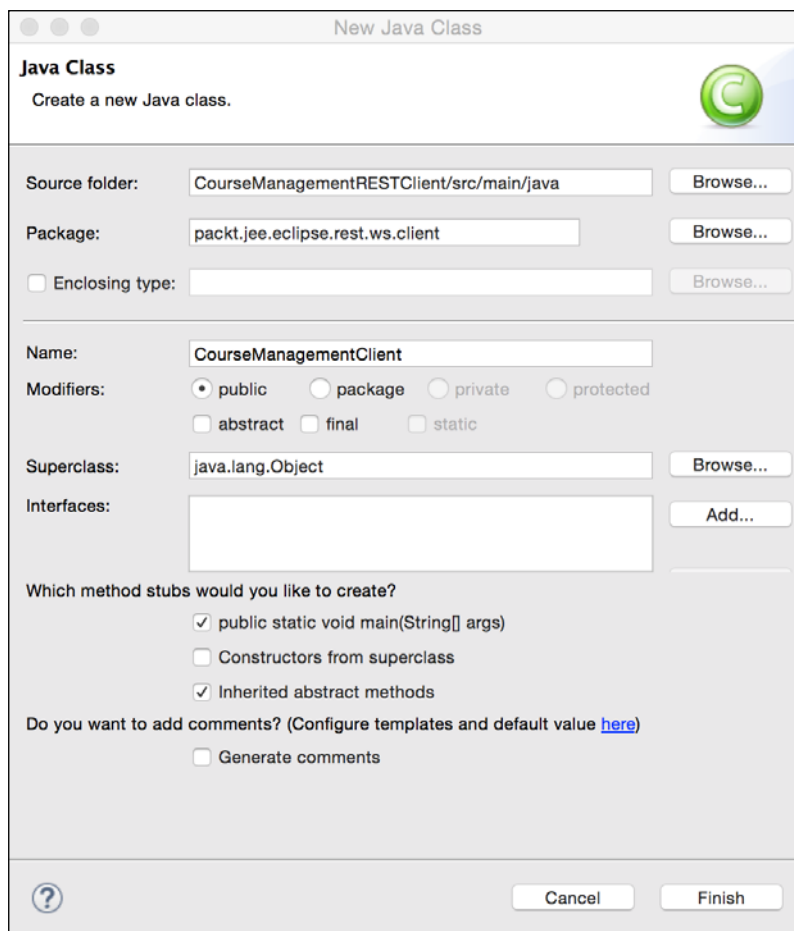 New Java Class
Java Class
Create a new Java class.
C
Source folder: CourseManagementRESTClient/src/main/java Browse...
Package: packt.jee.eclipse.rest.ws.client Browse...
Enclosing type: Browse...
Name: CourseManagementClient
Modifiers: public package private protected
abstract final static
Superclass: java.lang.Object Browse...
Interfaces: Add...
Which method stubs would you like to create?
public static void main(String[] args)
Constructors from superclass
Inherited abstract methods
Do you want to add comments? (Configure templates and default value here)
Generate comments
? Cancel Finish